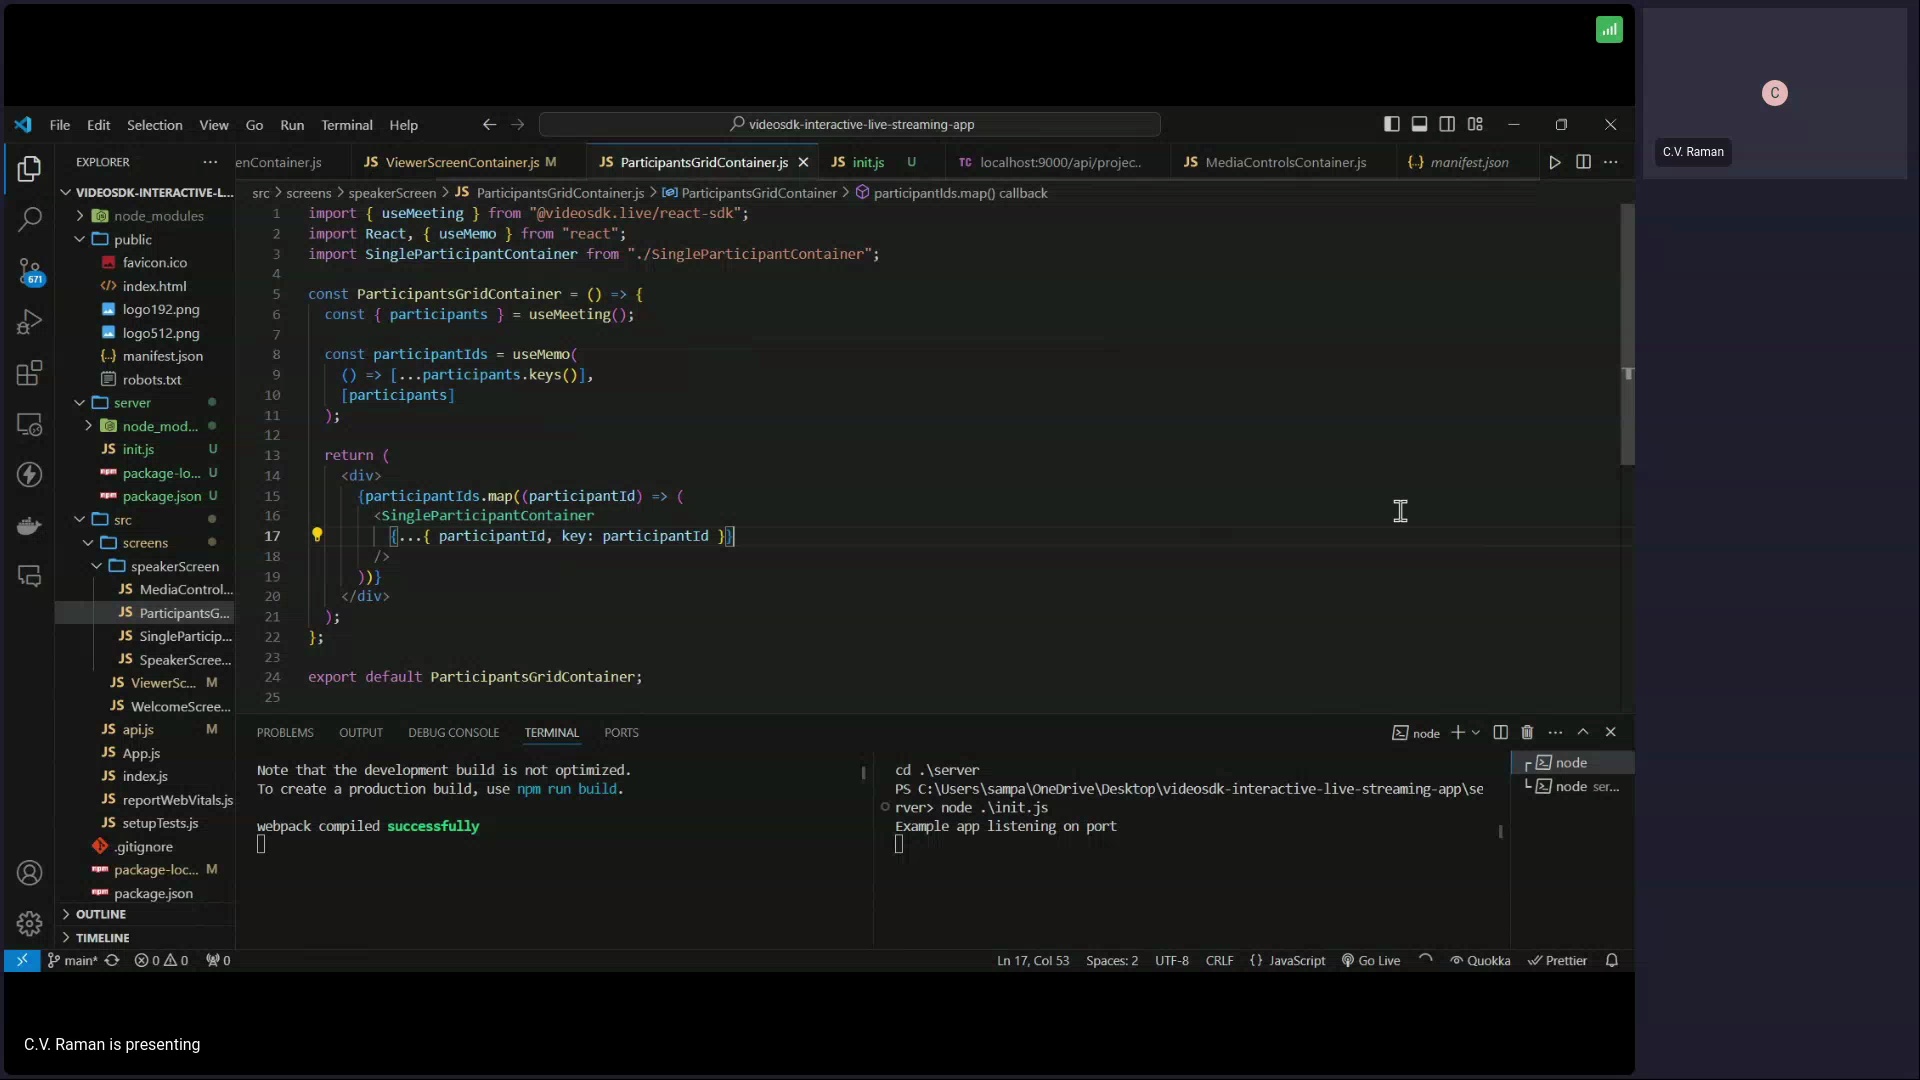 C
C.V. Raman
File Edit Selection View Go Run Terminal Help
videosdk-interactive-live-streaming-app
EXPLORER
enContainer.js
ViewerScreenContainer.js M
ParticipantsGridContainer.js
init.js U
localhost:9000/api/projec..
MediaControlsContainer.js
manifest.json
src > screens > speakerScreen > JS ParticipantsGridContainer.js > ParticipantsGridContainer > participantIds.map() callback
VIDEOSDK-INTERACTIVE-L...
node_modules
public
favicon.ico
index.html
logo192.png
logo512.png
manifest.json
robots.txt
server
node_mod...
JS init.js U
package-lo... U
package.json U
src
screens
speakerScreen
JS MediaControl...
JS ParticipantsG...
JS SingleParticip...
JS SpeakerScree...
JS ViewerSc... M
JS WelcomeScree...
JS api.js M
JS App.js
JS index.js
JS reportWebVitals.js
JS setupTests.js
.gitignore
package-loc... M
package.json
OUTLINE
TIMELINE
671
1 import { useMeeting } from "@videosdk.live/react-sdk";
2 import React, { useMemo } from "react";
3 import SingleParticipantContainer from "./SingleParticipantContainer";
4
5 const ParticipantsGridContainer = () => {
6 const { participants } = useMeeting();
7
8 const participantIds = useMemo(
9 () => [...participants.keys()],
10 [participants]
11 );
12
13 return (
14 <div>
15 {participantIds.map((participantId) => (
16 <SingleParticipantContainer
17 {...{ participantId, key: participantId }}
18 />
19 ))}
20 </div>
21 );
22 };
23
24 export default ParticipantsGridContainer;
25
PROBLEMS OUTPUT DEBUG CONSOLE TERMINAL PORTS
node
Note that the development build is not optimized.
To create a production build, use npm run build.
webpack compiled successfully
cd .\server
PS C:\Users\sampa\OneDrive\Desktop\videosdk-interactive-live-streaming-app\se
rver> node .\init.js
Example app listening on port
node
node ser...
main* 0 0 0
Ln 17, Col 53 Spaces: 2 UTF-8 CRLF {} JavaScript Go Live Quokka Prettier
C.V. Raman is presenting